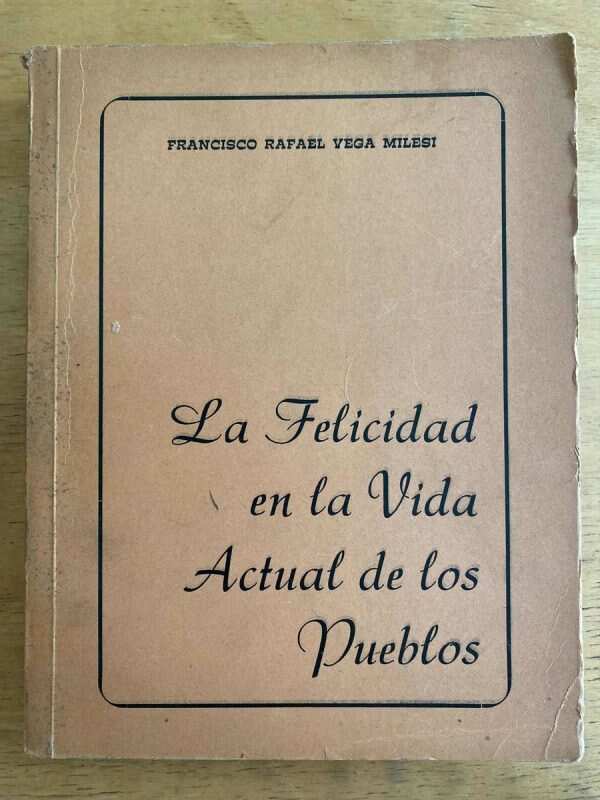 FRANCISCO RAFAEL VEGA MILESI
La Felicidad
en la Vida
Actual de los
Pueblos